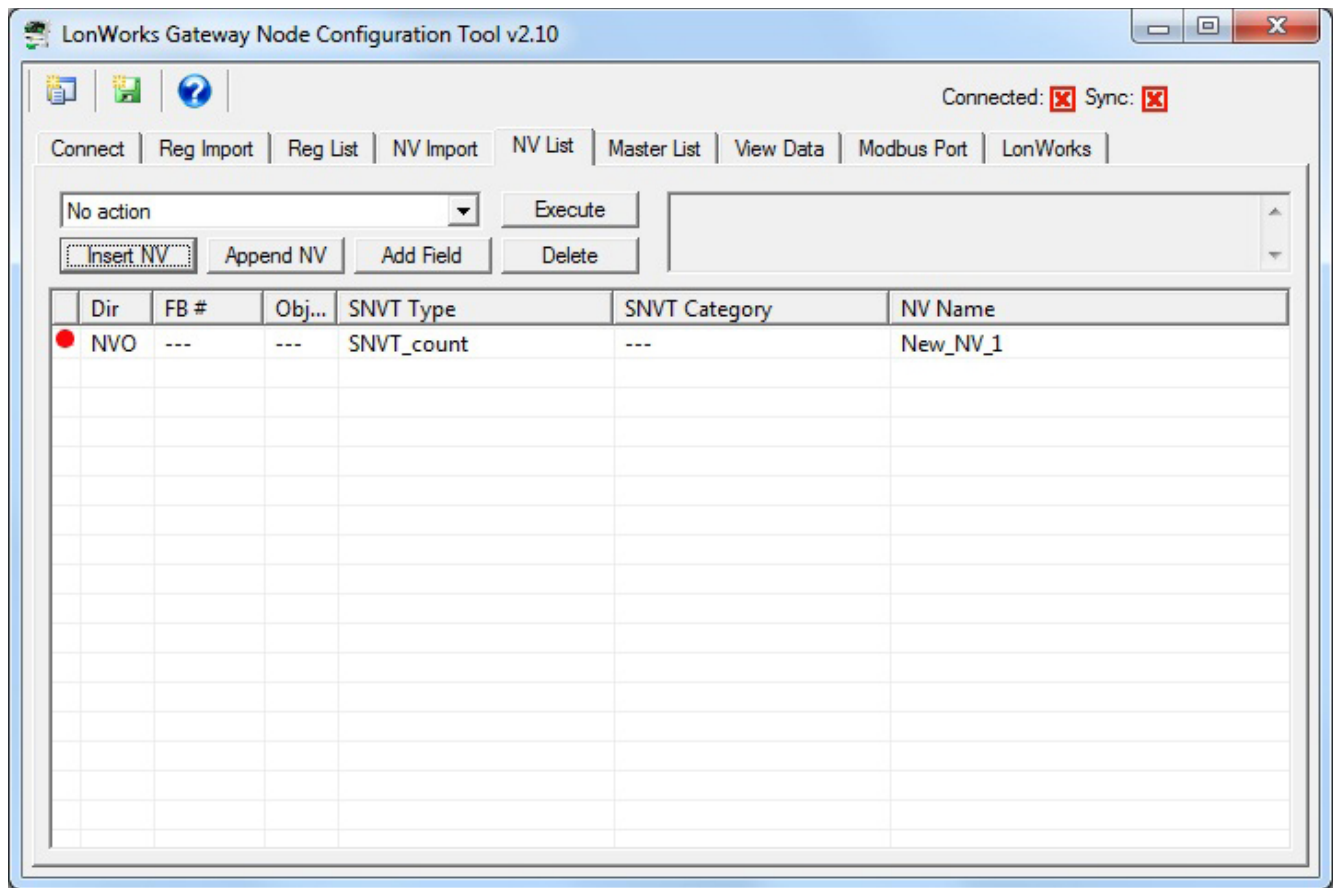 LonWorks Gateway Node Configuration Tool v2.10
Connected: Sync:
Connect Reg Import Reg List NV Import NV List Master List View Data Modbus Port LonWorks
No action Execute
Insert NV Append NV Add Field Delete
Dir FB # Obj... SNVT Type SNVT Category NV Name
NVO --- --- SNVT_count --- New_NV_1